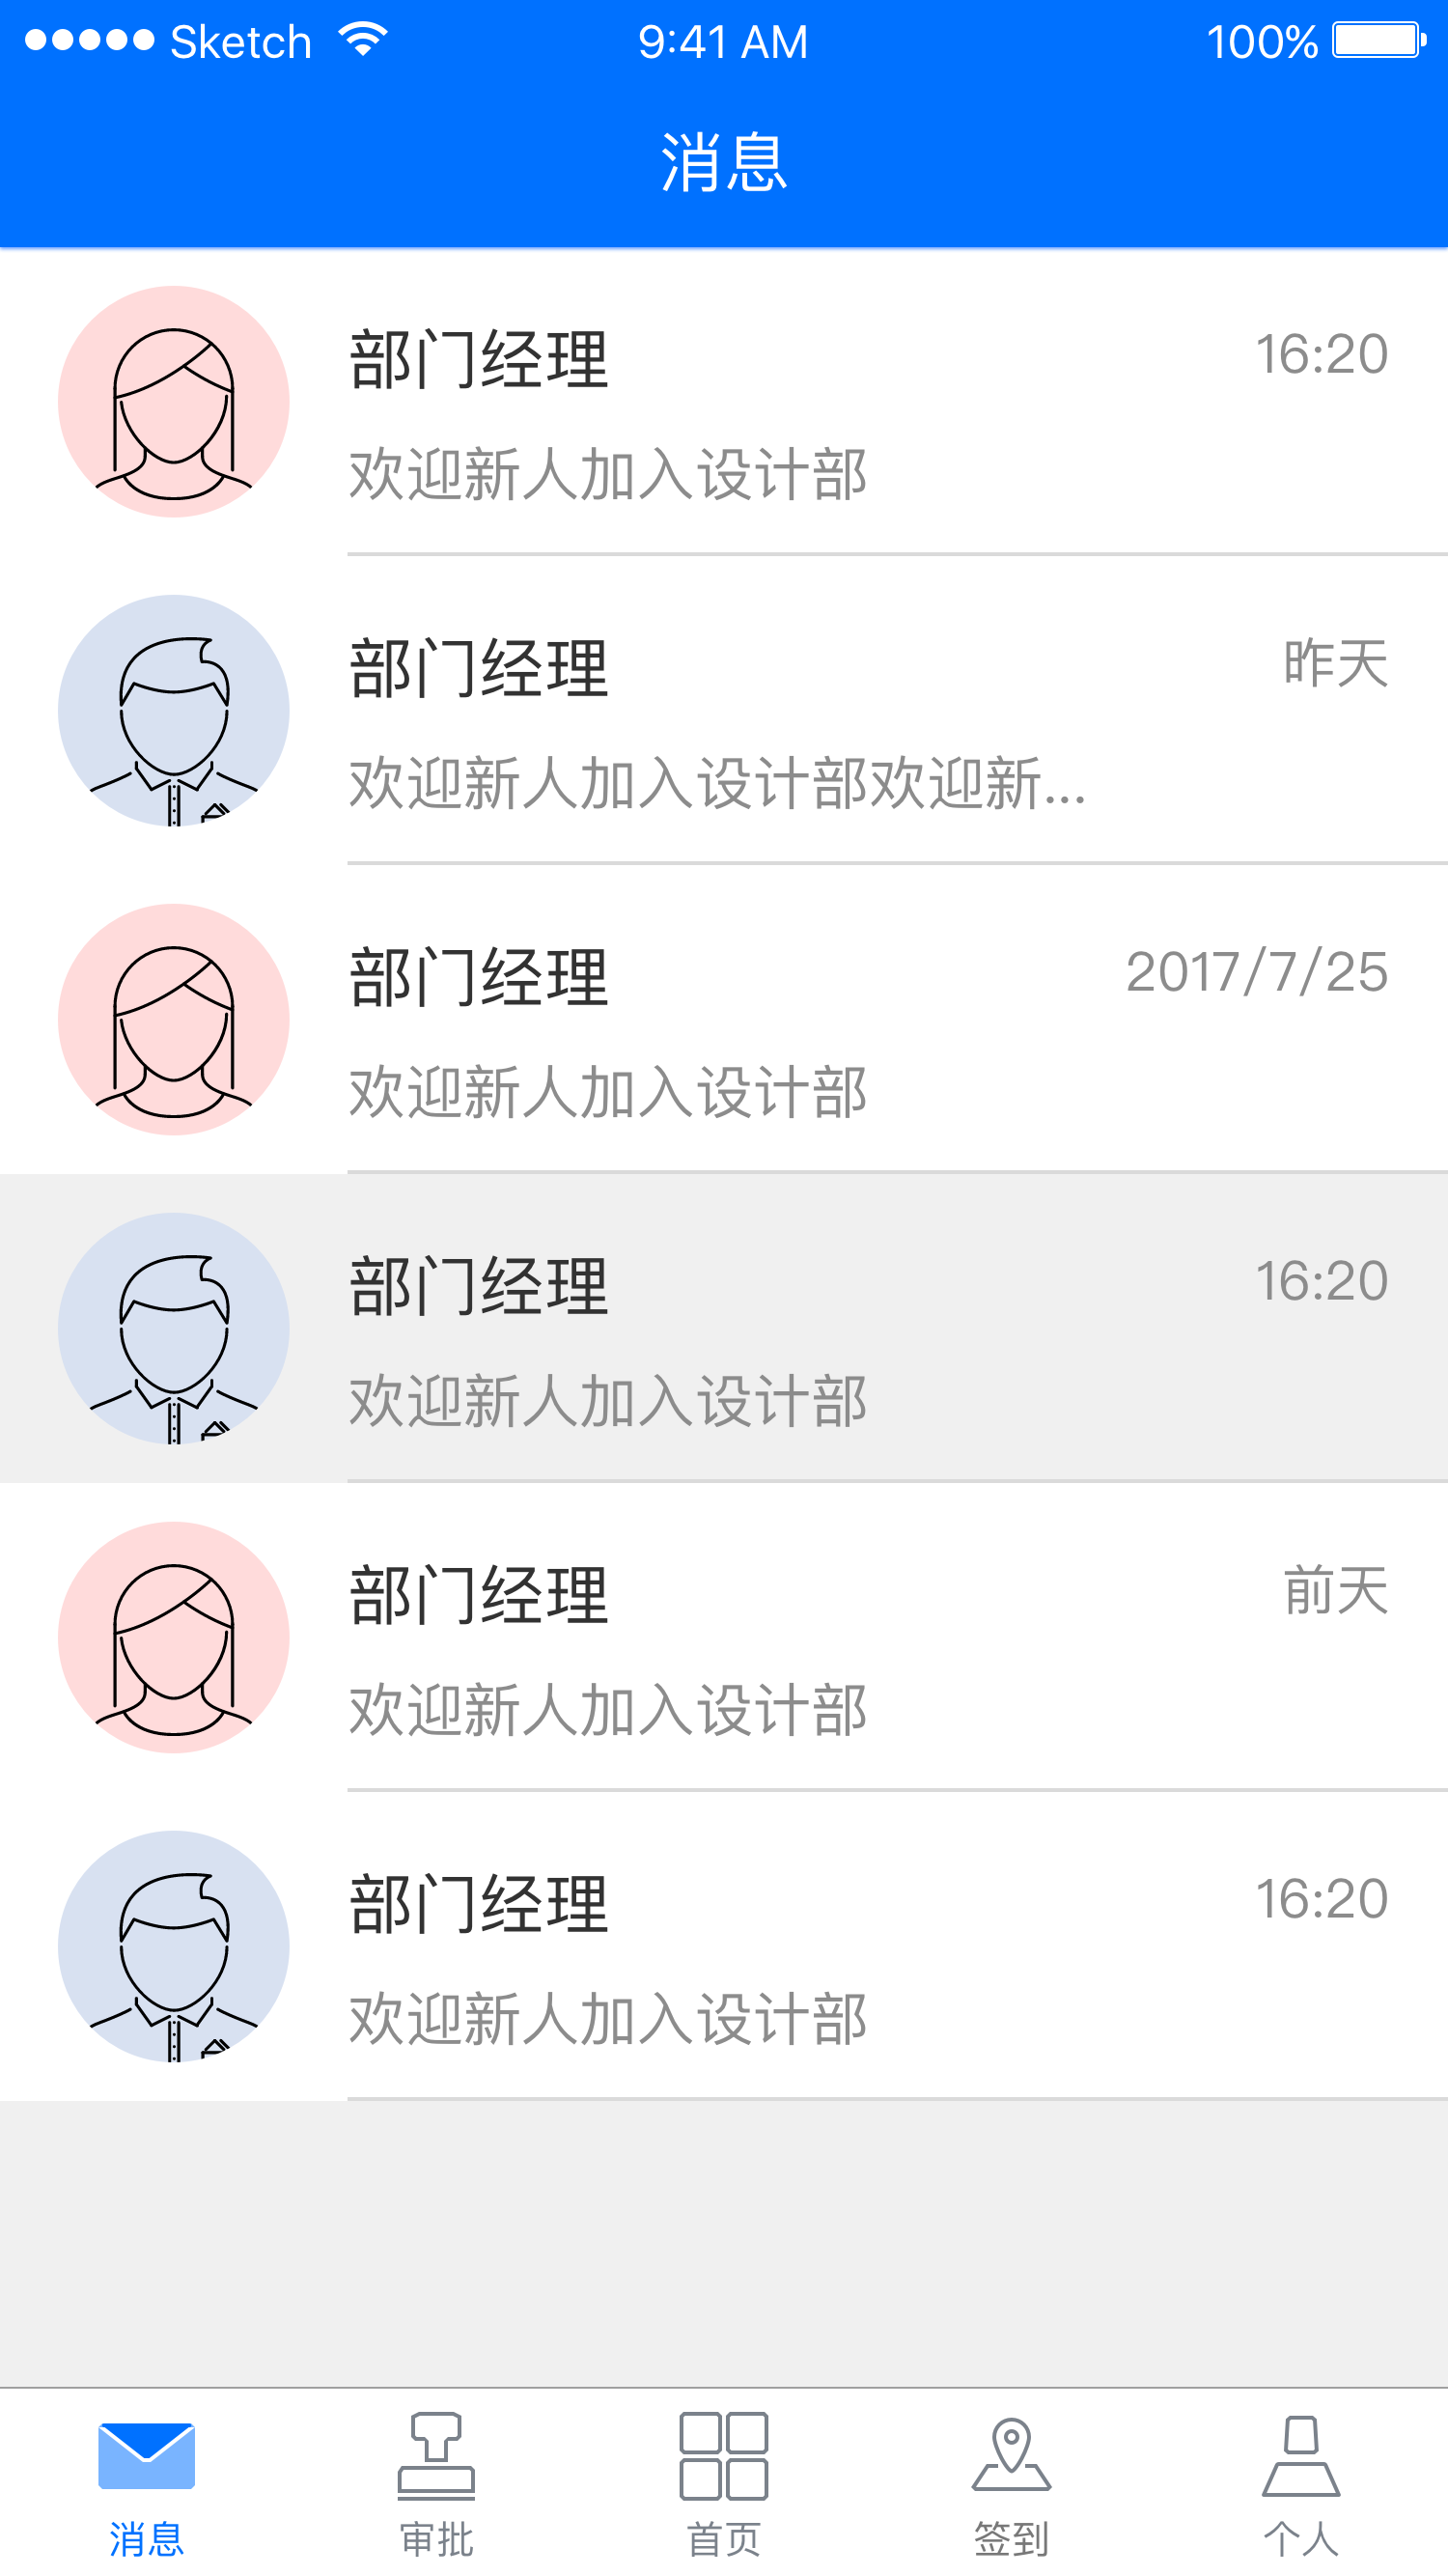 Sketch 9:41 AM 100%
消息
部门经理 16:20
欢迎新人加入设计部
部门经理 昨天
欢迎新人加入设计部欢迎新...
部门经理 2017/7/25
欢迎新人加入设计部
部门经理 16:20
欢迎新人加入设计部
部门经理 前天
欢迎新人加入设计部
部门经理 16:20
欢迎新人加入设计部
消息 审批 首页 签到 个人